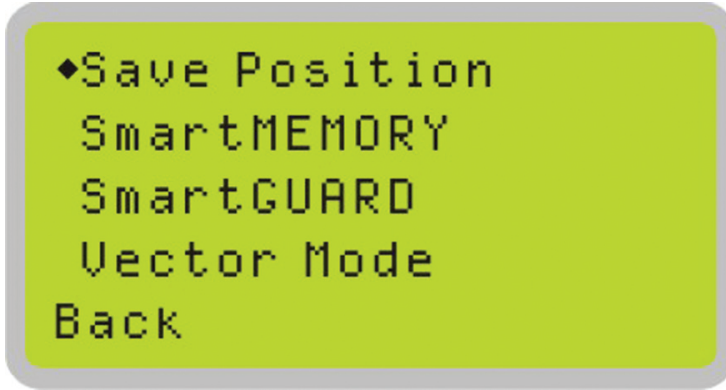 ◆Save Position
SmartMEMORY
SmartGUARD
Vector Mode
Back